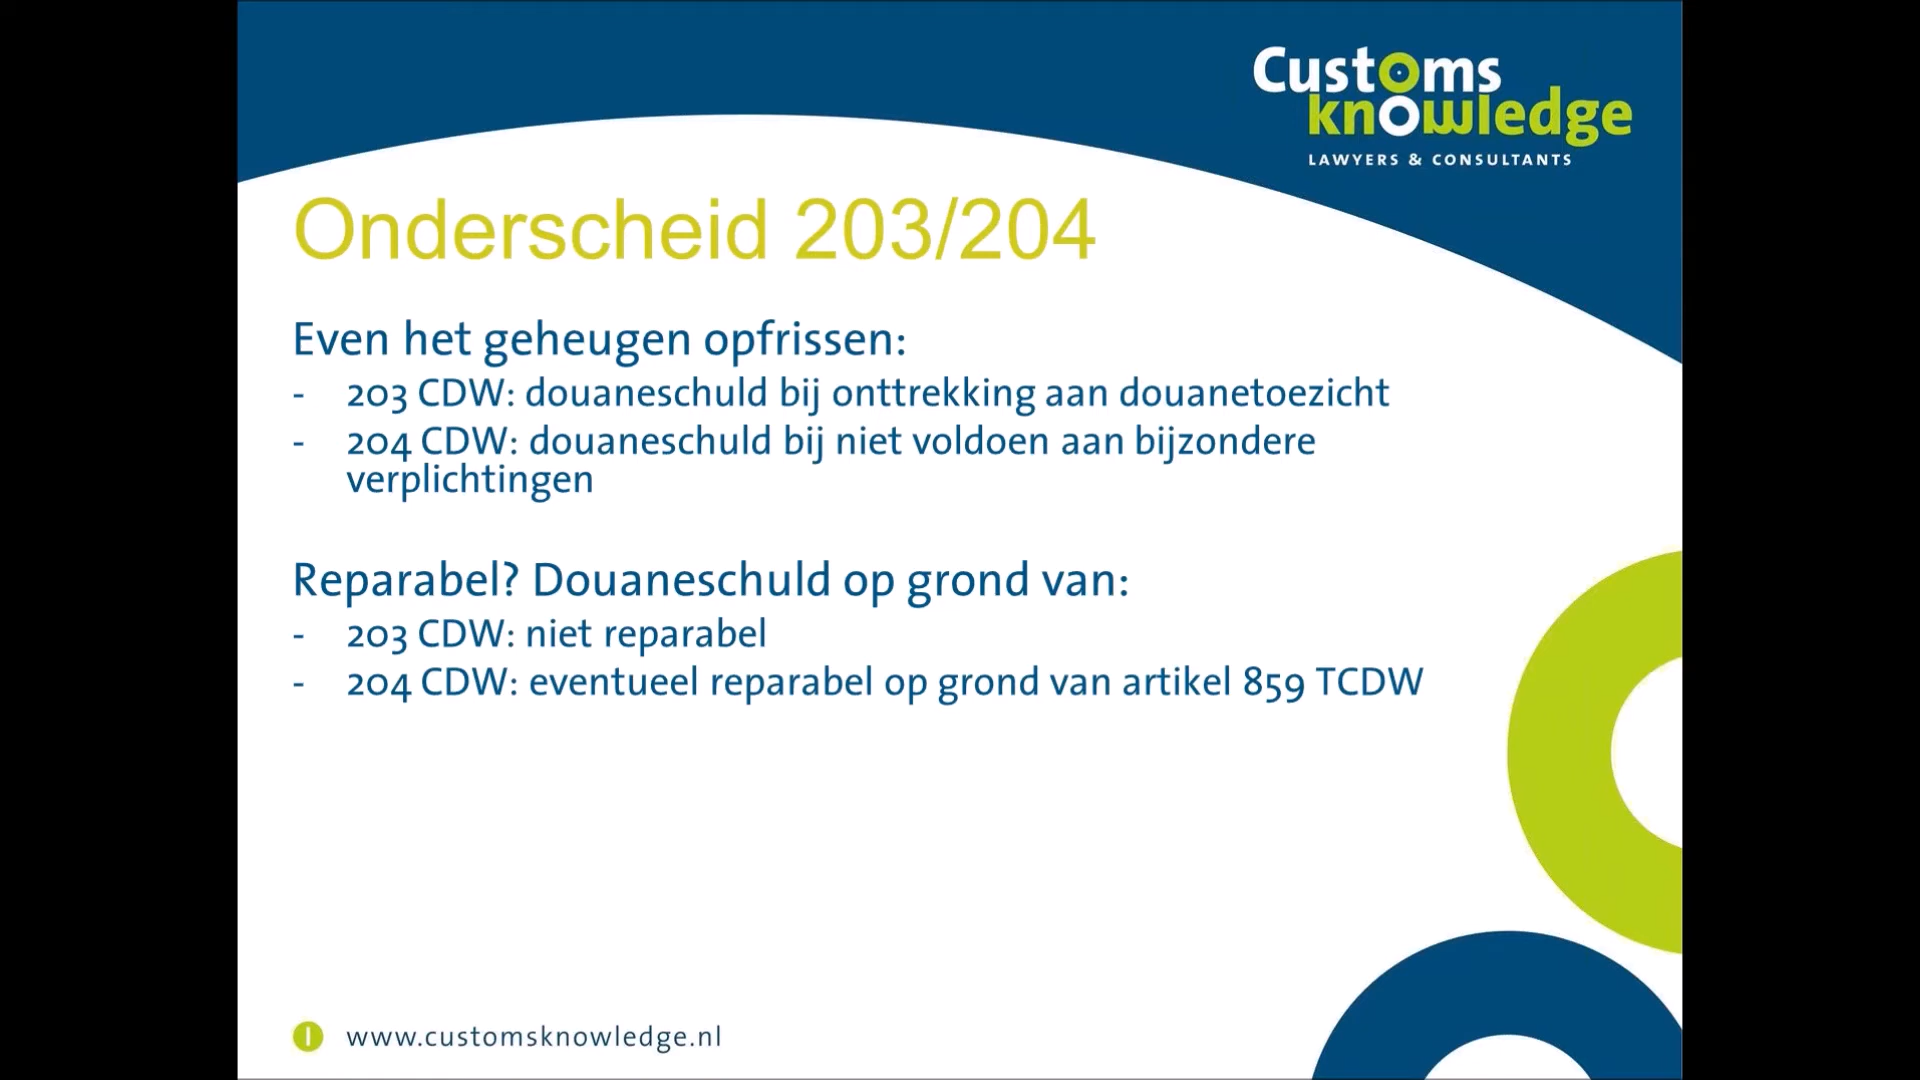 Customs
knowledge
LAWYERS & CONSULTANTS
Onderscheid 203/204
Even het geheugen opfrissen:
- 203 CDW: douaneschuld bij onttrekking aan douanetoezicht
- 204 CDW: douaneschuld bij niet voldoen aan bijzondere
verplichtingen
Reparabel? Douaneschuld op grond van:
- 203 CDW: niet reparabel
- 204 CDW: eventueel reparabel op grond van artikel 859 TCDW
www.customsknowledge.nl